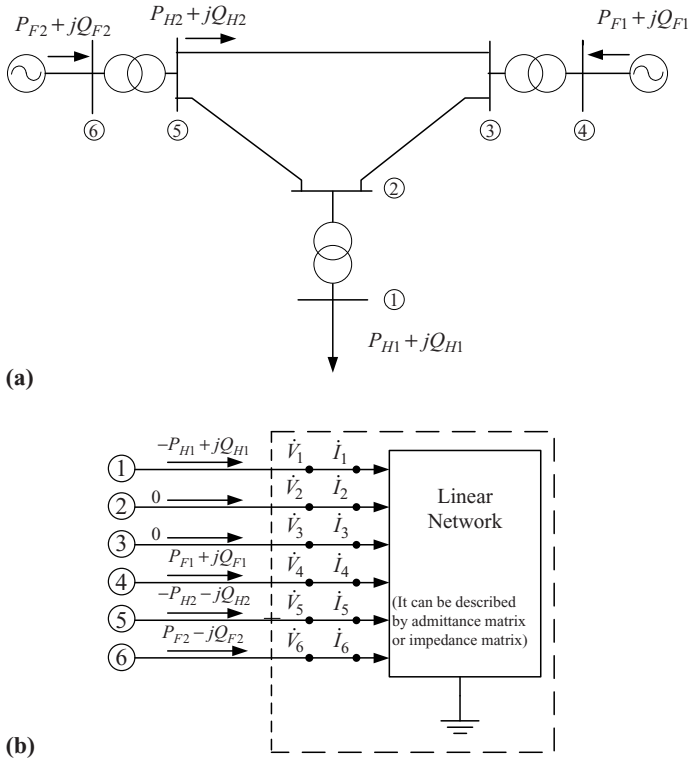 P_{F2} + jQ_{F2}
P_{H2} + jQ_{H2}
P_{F1} + jQ_{F1}
⑥
⑤
③
④
②
①
P_{H1} + jQ_{H1}
(a)
① −P_{H1} + jQ_{H1} V̇_1 İ_1
② 0 V̇_2 İ_2
③ 0 V̇_3 İ_3
④ P_{F1} + jQ_{F1} V̇_4 İ_4
⑤ −P_{H2} − jQ_{H2} V̇_5 İ_5
⑥ P_{F2} − jQ_{F2} V̇_6 İ_6
Linear
Network
(It can be described
by admittance matrix
or impedance matrix)
(b)